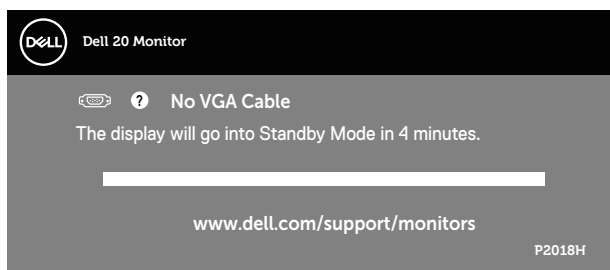 DELL
Dell 20 Monitor
? No VGA Cable
The display will go into Standby Mode in 4 minutes.
www.dell.com/support/monitors
P2018H